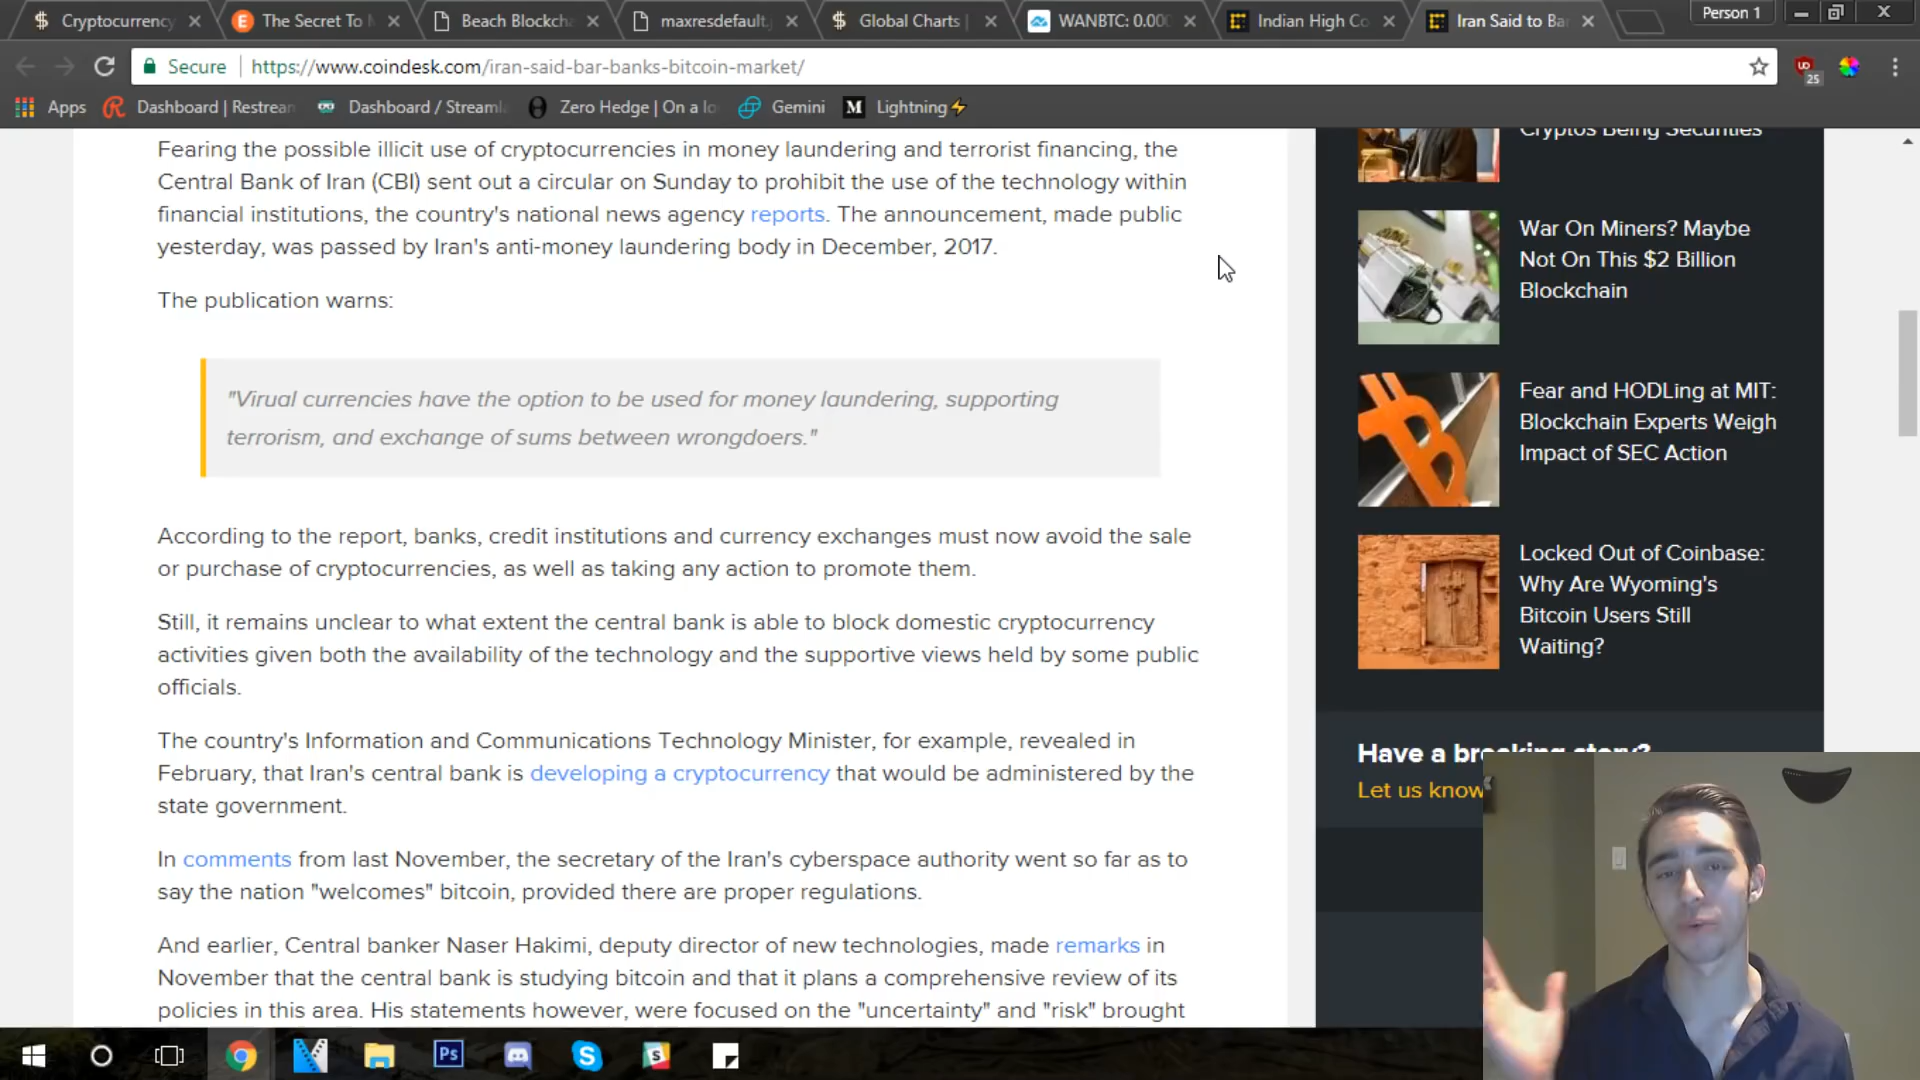 Cryptocurrency
The Secret To
Beach Blockch
maxresdefault.
Global Charts |
WANBTC: 0.00
Indian High Co
Iran Said to Ba
Person 1
Secure
https://www.coindesk.com/iran-said-bar-banks-bitcoin-market/
25
Apps
Dashboard | Restrean
Dashboard / Streaml
Zero Hedge | On a lo
Gemini
M Lightning⚡
Fearing the possible illicit use of cryptocurrencies in money laundering and terrorist financing, the
Central Bank of Iran (CBI) sent out a circular on Sunday to prohibit the use of the technology within
financial institutions, the country's national news agency reports. The announcement, made public
yesterday, was passed by Iran's anti-money laundering body in December, 2017.
The publication warns:
"Virual currencies have the option to be used for money laundering, supporting
terrorism, and exchange of sums between wrongdoers."
According to the report, banks, credit institutions and currency exchanges must now avoid the sale
or purchase of cryptocurrencies, as well as taking any action to promote them.
Still, it remains unclear to what extent the central bank is able to block domestic cryptocurrency
activities given both the availability of the technology and the supportive views held by some public
officials.
The country's Information and Communications Technology Minister, for example, revealed in
February, that Iran's central bank is developing a cryptocurrency that would be administered by the
state government.
In comments from last November, the secretary of the Iran's cyberspace authority went so far as to
say the nation "welcomes" bitcoin, provided there are proper regulations.
And earlier, Central banker Naser Hakimi, deputy director of new technologies, made remarks in
November that the central bank is studying bitcoin and that it plans a comprehensive review of its
policies in this area. His statements however, were focused on the "uncertainty" and "risk" brought
Cryptos Being Securities
War On Miners? Maybe
Not On This $2 Billion
Blockchain
Fear and HODLing at MIT:
Blockchain Experts Weigh
Impact of SEC Action
Locked Out of Coinbase:
Why Are Wyoming's
Bitcoin Users Still
Waiting?
Have a breaking story?
Let us know
Ps